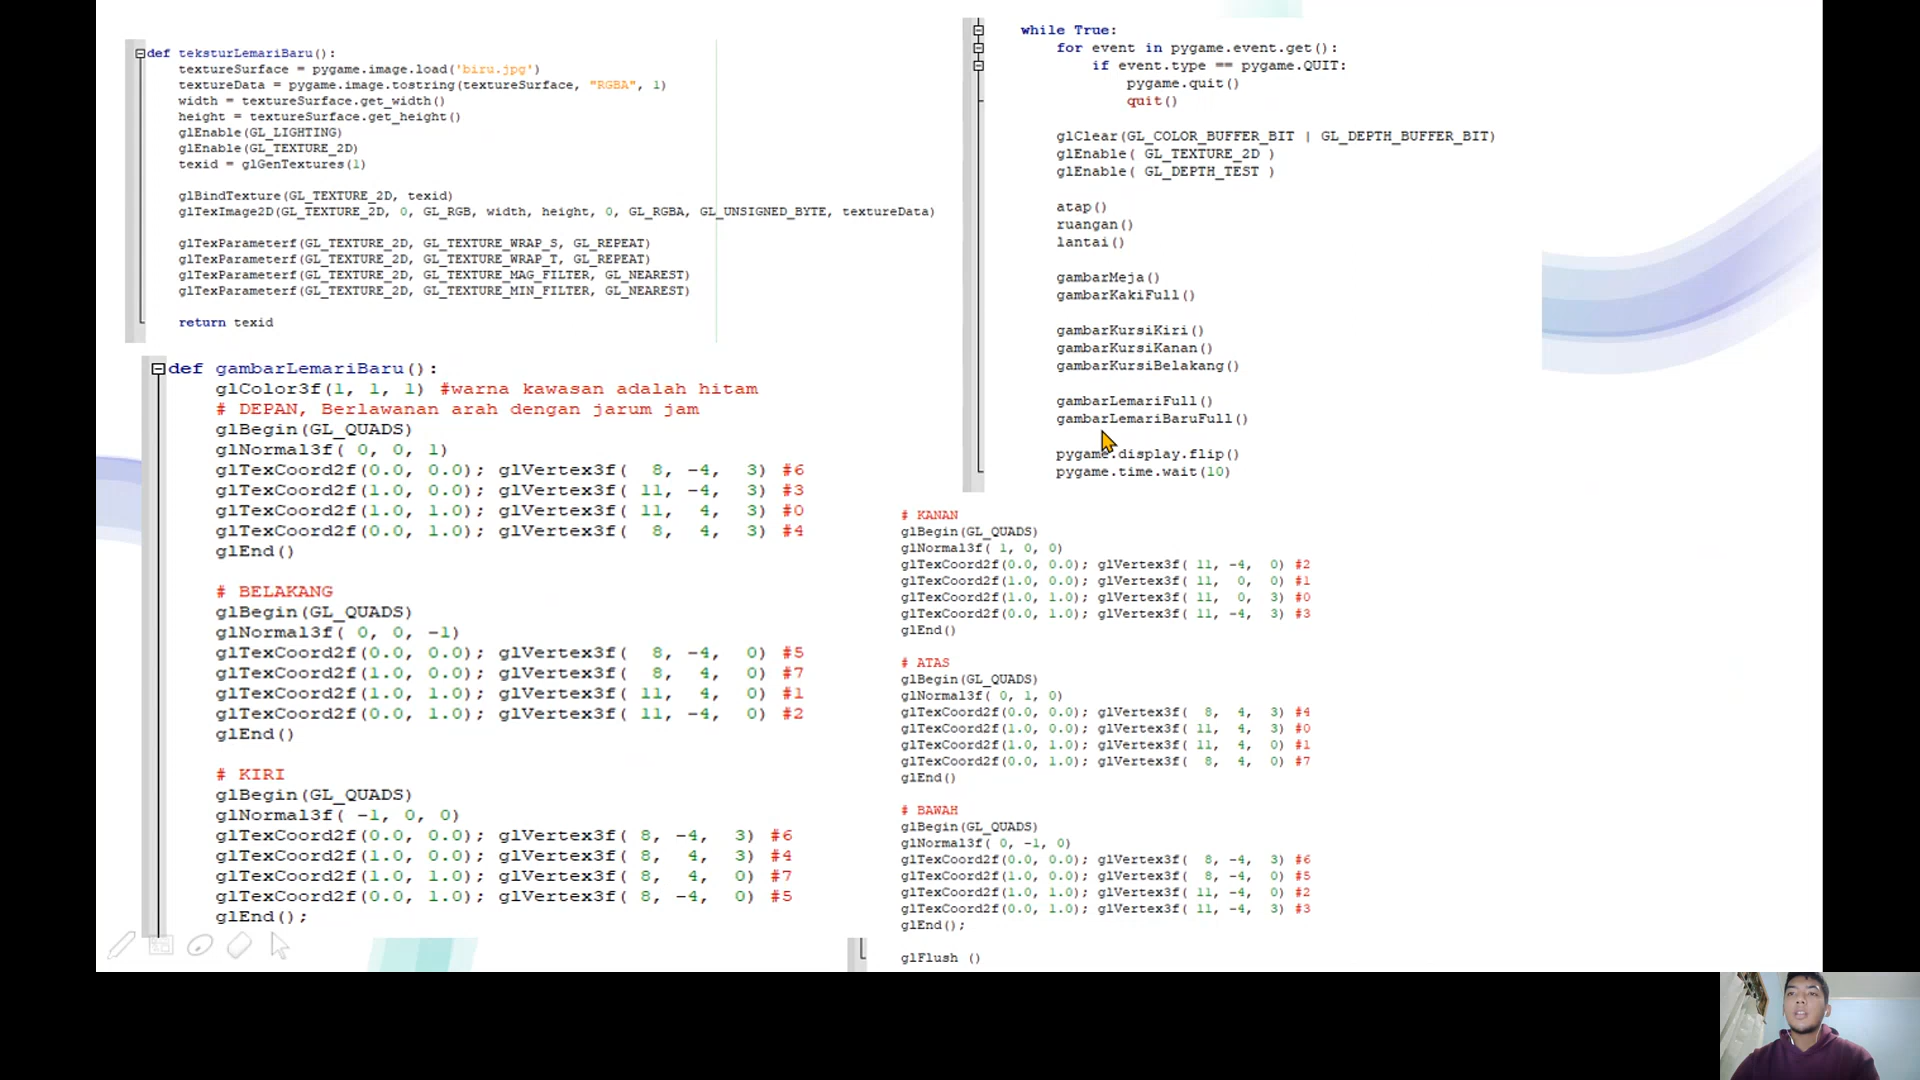 def teksturLemariBaru():
textureSurface = pygame.image.load('biru.jpg')
textureData = pygame.image.tostring(textureSurface, "RGBA", 1)
width = textureSurface.get_width()
height = textureSurface.get_height()
glEnable(GL_LIGHTING)
glEnable(GL_TEXTURE_2D)
texid = glGenTextures(1)
glBindTexture(GL_TEXTURE_2D, texid)
glTexImage2D(GL_TEXTURE_2D, 0, GL_RGB, width, height, 0, GL_RGBA, GL_UNSIGNED_BYTE, textureData)
glTexParameterf(GL_TEXTURE_2D, GL_TEXTURE_WRAP_S, GL_REPEAT)
glTexParameterf(GL_TEXTURE_2D, GL_TEXTURE_WRAP_T, GL_REPEAT)
glTexParameterf(GL_TEXTURE_2D, GL_TEXTURE_MAG_FILTER, GL_NEAREST)
glTexParameterf(GL_TEXTURE_2D, GL_TEXTURE_MIN_FILTER, GL_NEAREST)
return texid
def gambarLemariBaru():
glColor3f(1, 1, 1) #warna kawasan adalah hitam
# DEPAN, Berlawanan arah dengan jarum jam
glBegin(GL_QUADS)
glNormal3f( 0, 0, 1)
glTexCoord2f(0.0, 0.0); glVertex3f( 8, -4, 3) #6
glTexCoord2f(1.0, 0.0); glVertex3f( 11, -4, 3) #3
glTexCoord2f(1.0, 1.0); glVertex3f( 11, 4, 3) #0
glTexCoord2f(0.0, 1.0); glVertex3f( 8, 4, 3) #4
glEnd()
# BELAKANG
glBegin(GL_QUADS)
glNormal3f( 0, 0, -1)
glTexCoord2f(0.0, 0.0); glVertex3f( 8, -4, 0) #5
glTexCoord2f(1.0, 0.0); glVertex3f( 8, 4, 0) #7
glTexCoord2f(1.0, 1.0); glVertex3f( 11, 4, 0) #1
glTexCoord2f(0.0, 1.0); glVertex3f( 11, -4, 0) #2
glEnd()
# KIRI
glBegin(GL_QUADS)
glNormal3f( -1, 0, 0)
glTexCoord2f(0.0, 0.0); glVertex3f( 8, -4, 3) #6
glTexCoord2f(1.0, 0.0); glVertex3f( 8, 4, 3) #4
glTexCoord2f(1.0, 1.0); glVertex3f( 8, 4, 0) #7
glTexCoord2f(0.0, 1.0); glVertex3f( 8, -4, 0) #5
glEnd();
while True:
for event in pygame.event.get():
if event.type == pygame.QUIT:
pygame.quit()
quit()
glClear(GL_COLOR_BUFFER_BIT | GL_DEPTH_BUFFER_BIT)
glEnable( GL_TEXTURE_2D )
glEnable( GL_DEPTH_TEST )
atap()
ruangan()
lantai()
gambarMeja()
gambarKakiFull()
gambarKursiKiri()
gambarKursiKanan()
gambarKursiBelakang()
gambarLemariFull()
gambarLemariBaruFull()
pygame.display.flip()
pygame.time.wait(10)
# KANAN
glBegin(GL_QUADS)
glNormal3f( 1, 0, 0)
glTexCoord2f(0.0, 0.0); glVertex3f( 11, -4, 0) #2
glTexCoord2f(1.0, 0.0); glVertex3f( 11, 0, 0) #1
glTexCoord2f(1.0, 1.0); glVertex3f( 11, 0, 3) #0
glTexCoord2f(0.0, 1.0); glVertex3f( 11, -4, 3) #3
glEnd()
# ATAS
glBegin(GL_QUADS)
glNormal3f( 0, 1, 0)
glTexCoord2f(0.0, 0.0); glVertex3f( 8, 4, 3) #4
glTexCoord2f(1.0, 0.0); glVertex3f( 11, 4, 3) #0
glTexCoord2f(1.0, 1.0); glVertex3f( 11, 4, 0) #1
glTexCoord2f(0.0, 1.0); glVertex3f( 8, 4, 0) #7
glEnd()
# BAWAH
glBegin(GL_QUADS)
glNormal3f( 0, -1, 0)
glTexCoord2f(0.0, 0.0); glVertex3f( 8, -4, 3) #6
glTexCoord2f(1.0, 0.0); glVertex3f( 8, -4, 0) #5
glTexCoord2f(1.0, 1.0); glVertex3f( 11, -4, 0) #2
glTexCoord2f(0.0, 1.0); glVertex3f( 11, -4, 3) #3
glEnd();
glFlush ()